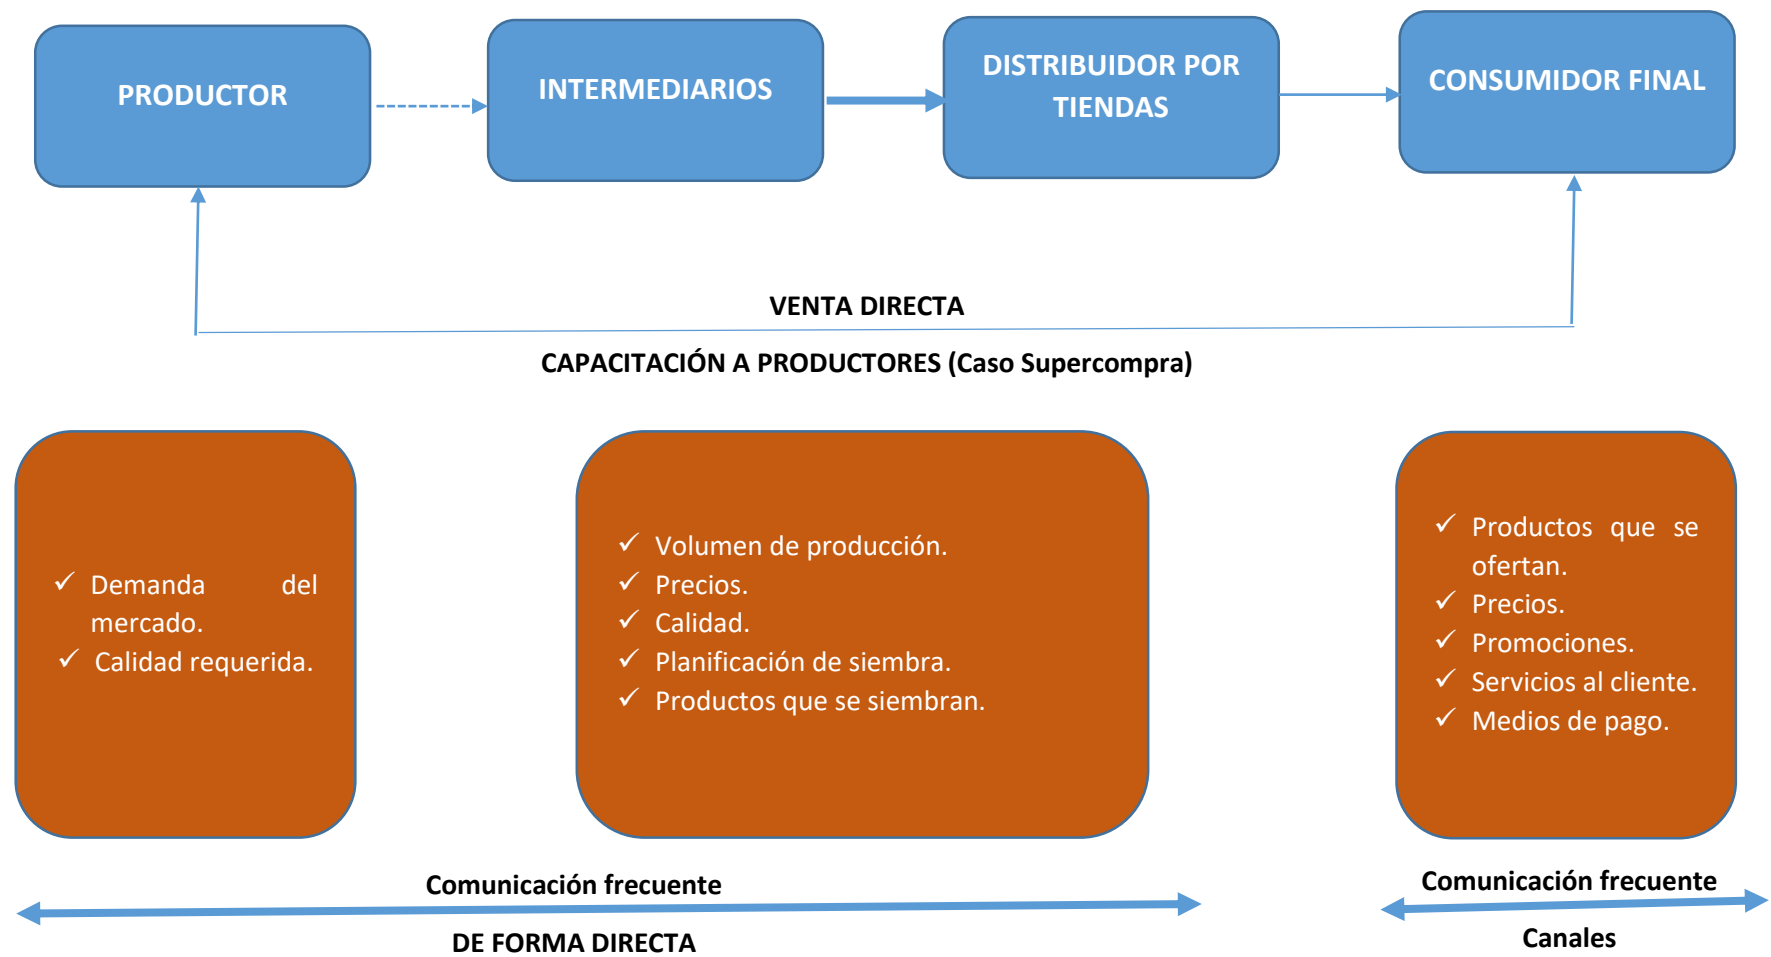 PRODUCTOR
INTERMEDIARIOS
DISTRIBUIDOR POR
TIENDAS
CONSUMIDOR FINAL
VENTA DIRECTA
CAPACITACIÓN A PRODUCTORES (Caso Supercompra)
✓ Demanda del
mercado.
✓ Calidad requerida.
✓ Volumen de producción.
✓ Precios.
✓ Calidad.
✓ Planificación de siembra.
✓ Productos que se siembran.
✓ Productos que se
ofertan.
✓ Precios.
✓ Promociones.
✓ Servicios al cliente.
✓ Medios de pago.
Comunicación frecuente
DE FORMA DIRECTA
Comunicación frecuente
Canales